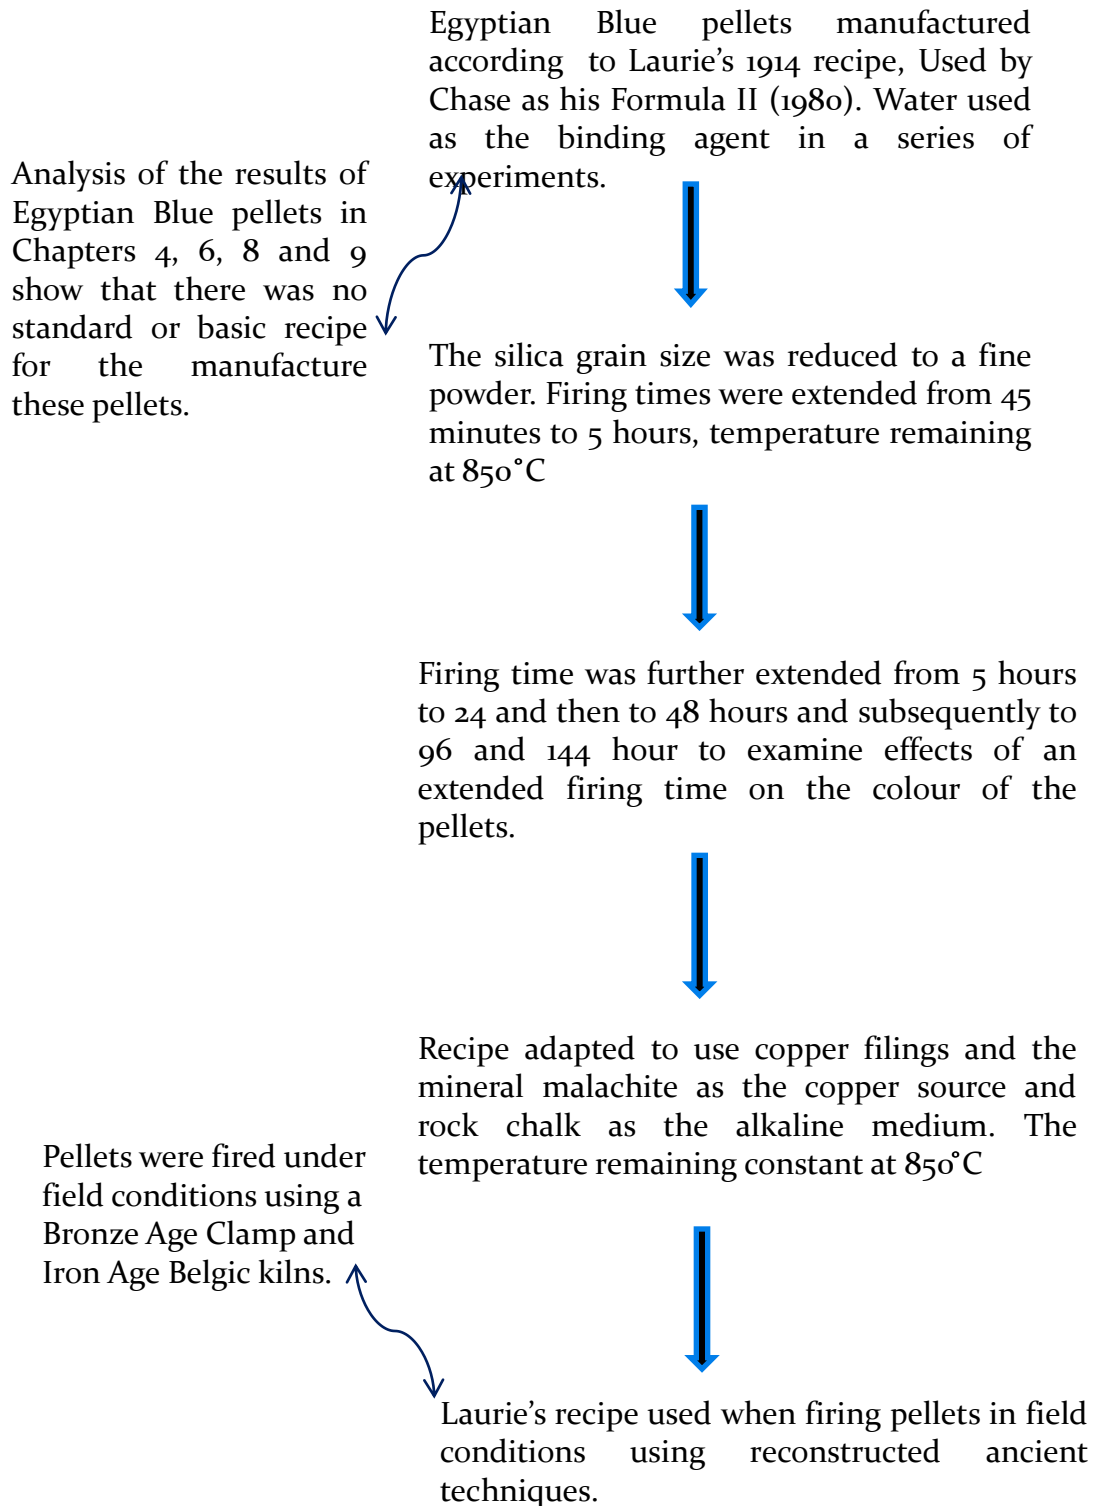 Egyptian Blue pellets manufactured
according to Laurie’s 1914 recipe, Used by
Chase as his Formula II (1980). Water used
as the binding agent in a series of
experiments.
Analysis of the results of
Egyptian Blue pellets in
Chapters 4, 6, 8 and 9
show that there was no
standard or basic recipe
for the manufacture
these pellets.
The silica grain size was reduced to a fine
powder. Firing times were extended from 45
minutes to 5 hours, temperature remaining
at 850°C
Firing time was further extended from 5 hours
to 24 and then to 48 hours and subsequently to
96 and 144 hour to examine effects of an
extended firing time on the colour of the
pellets.
Recipe adapted to use copper filings and the
mineral malachite as the copper source and
rock chalk as the alkaline medium. The
temperature remaining constant at 850°C
Pellets were fired under
field conditions using a
Bronze Age Clamp and
Iron Age Belgic kilns.
Laurie’s recipe used when firing pellets in field
conditions using reconstructed ancient
techniques.